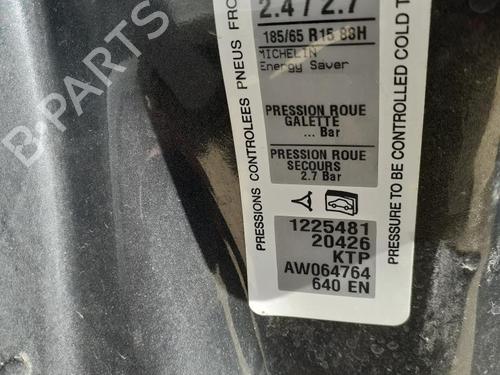 2.4 / 2.7
185/65 R15 88H
MICHELIN
Energy Saver
PRESSION ROUE
GALETTE
... Bar
PRESSION ROUE
SECOURS
2.7 Bar
1225481
20426
KTP
AW064764
640 EN
PRESSIONS CONTROLEES PNEUS FRO
PRESSURE TO BE CONTROLLED COLD T
B-PARTS